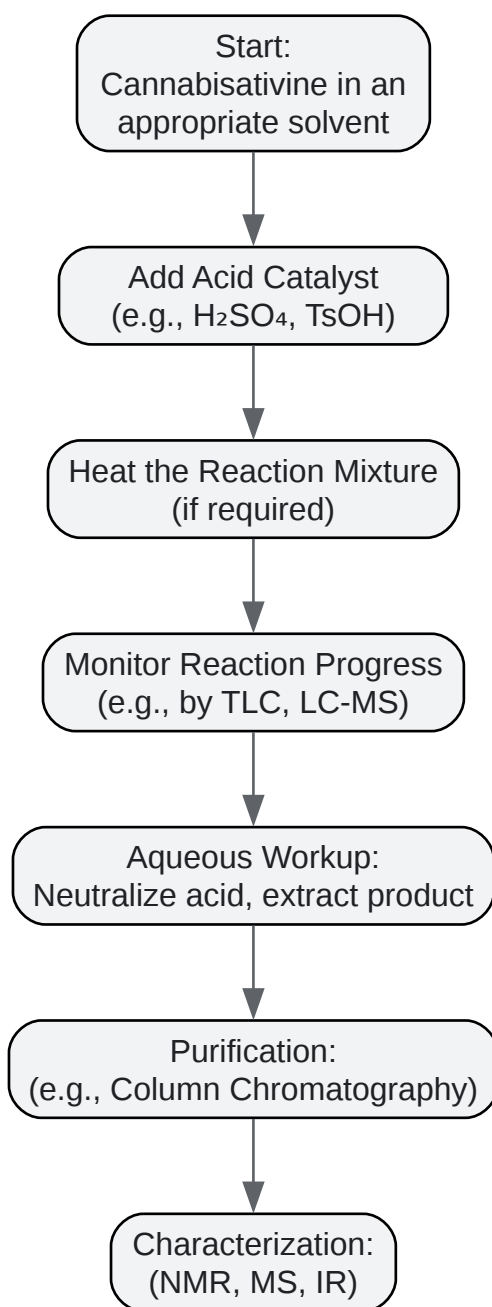 Start:
Cannabisativine in an
appropriate solvent
Add Acid Catalyst
(e.g., H₂SO₄, TsOH)
Heat the Reaction Mixture
(if required)
Monitor Reaction Progress
(e.g., by TLC, LC-MS)
Aqueous Workup:
Neutralize acid, extract product
Purification:
(e.g., Column Chromatography)
Characterization:
(NMR, MS, IR)